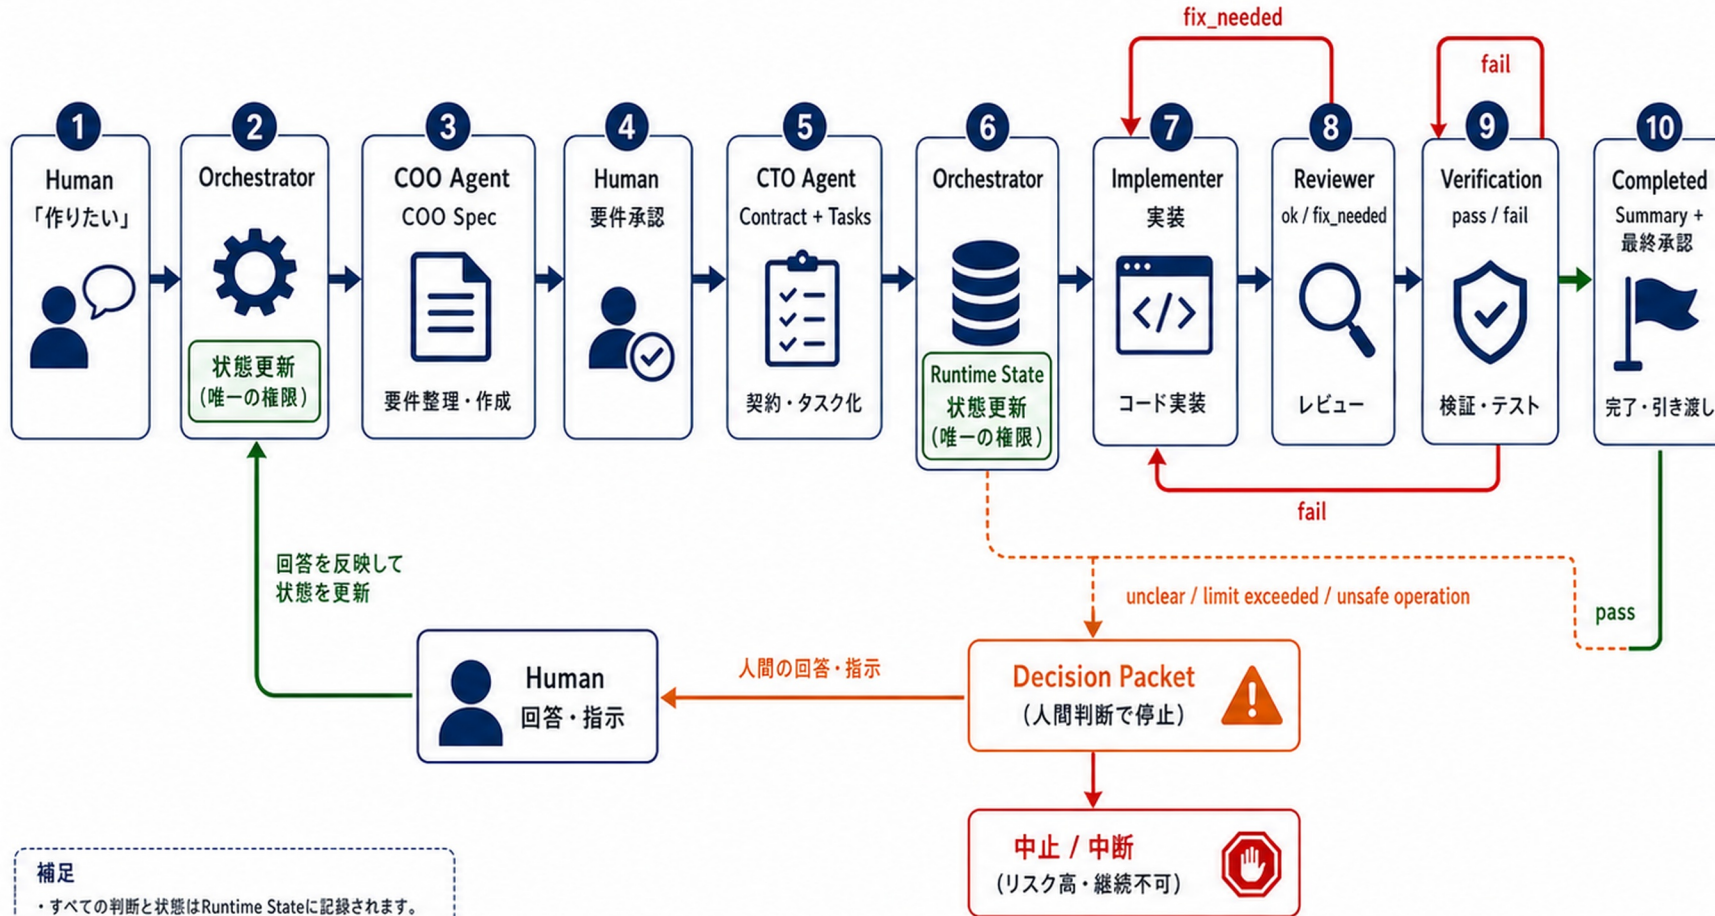 fix_needed
fail
1
2
3
4
5
6
7
8
9
10
Human
「作りたい」
Orchestrator
状態更新
(唯一の権限)
COO Agent
COO Spec
要件整理・作成
Human
要件承認
CTO Agent
Contract + Tasks
契約・タスク化
Orchestrator
Runtime State
状態更新
(唯一の権限)
Implementer
実装
</>
コード実装
Reviewer
ok / fix_needed
レビュー
Verification
pass / fail
検証・テスト
Completed
Summary +
最終承認
完了・引き渡し
fail
回答を反映して
状態を更新
unclear / limit exceeded / unsafe operation
pass
Human
回答・指示
人間の回答・指示
Decision Packet
(人間判断で停止)
中止 / 中断
(リスク高・継続不可)
補足
・すべての判断と状態はRuntime Stateに記録されます。